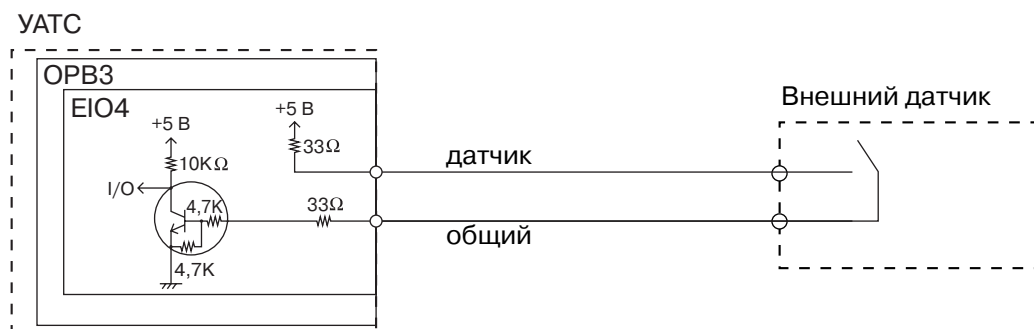 УАТС
OPB3
EIO4
+5 В
+5 В
33Ω
10KΩ
I/O
4,7K
33Ω
4,7K
датчик
общий
Внешний датчик